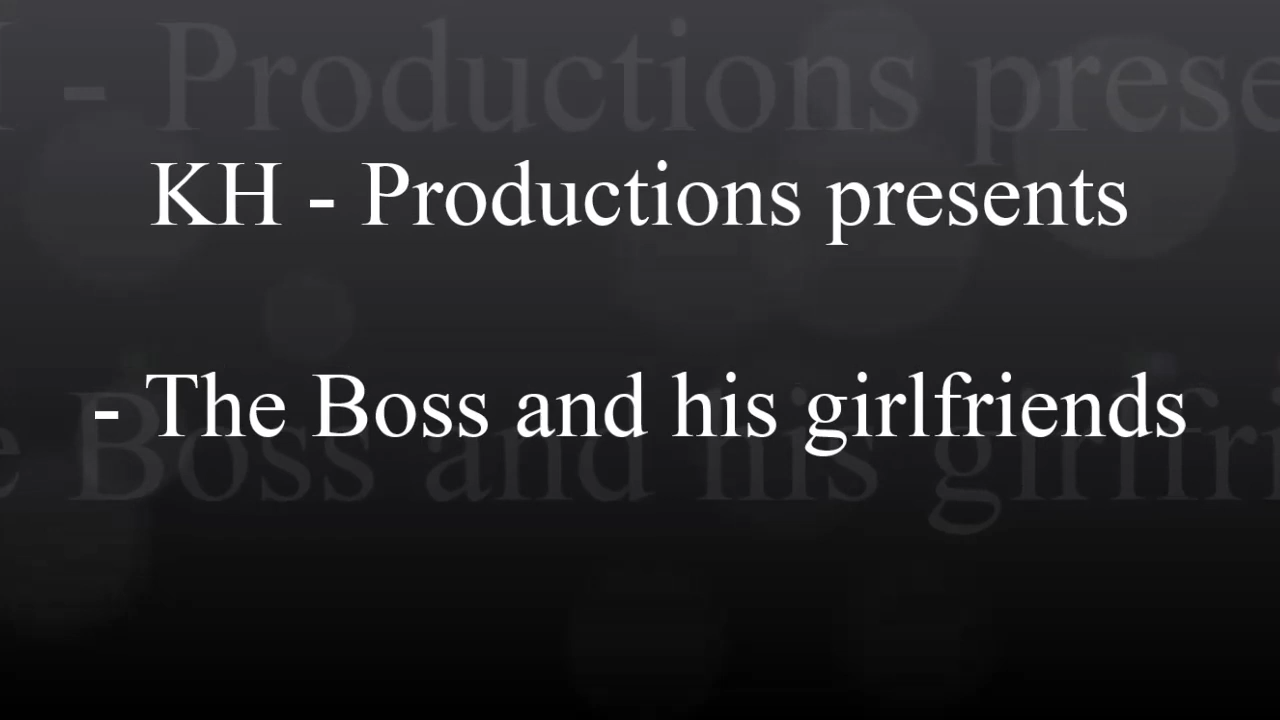 KH - Productions presents
- The Boss and his girlfriends